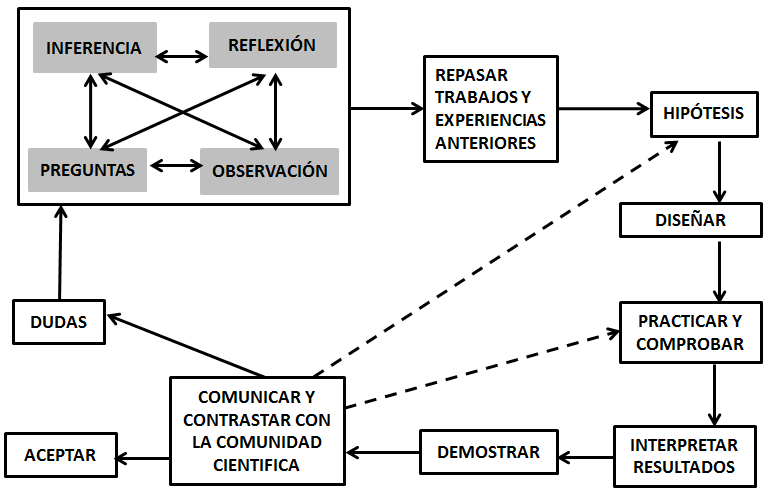 INFERENCIA
REFLEXIÓN
PREGUNTAS
OBSERVACIÓN
REPASAR
TRABAJOS Y
EXPERIENCIAS
ANTERIORES
HIPÓTESIS
DISEÑAR
PRACTICAR Y
COMPROBAR
INTERPRETAR
RESULTADOS
DEMOSTRAR
COMUNICAR Y
CONTRASTAR CON
LA COMUNIDAD
CIENTIFICA
DUDAS
ACEPTAR